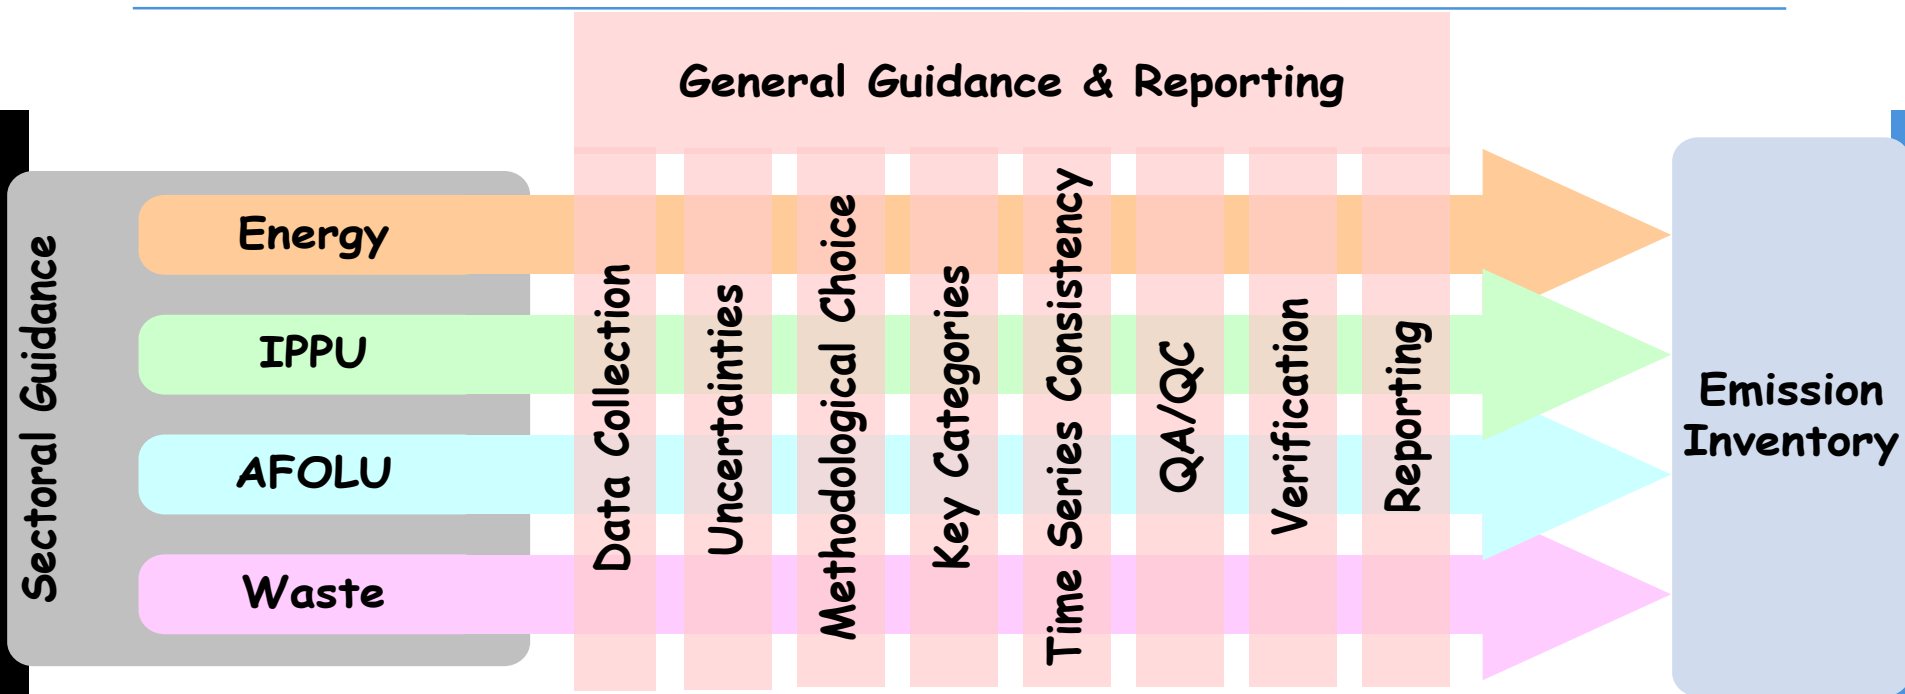 General Guidance & Reporting
Sectoral Guidance
Energy
IPPU
AFOLU
Waste
Data Collection
Uncertainties
Methodological Choice
Key Categories
Time Series Consistency
QA/QC
Verification
Reporting
Emission
Inventory